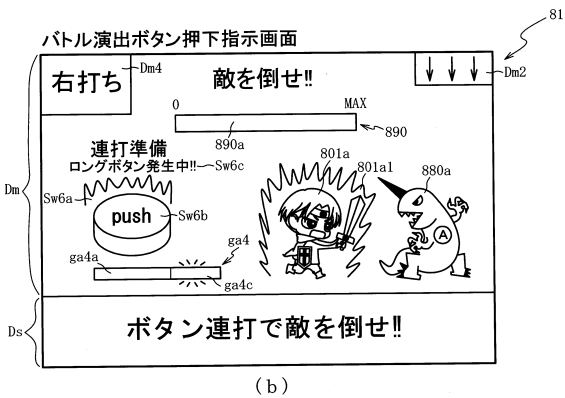 81
バトル演出ボタン押下指示画面
右打ち
Dm4
敵を倒せ!!
Dm2
0
MAX
890a
890
Dm
連打準備
ロングボタン発生中!!
Sw6c
801a
801a1
880a
Sw6a
push
Sw6b
A
ga4
ga4a
ga4c
Ds
ボタン連打で敵を倒せ!!
(b)